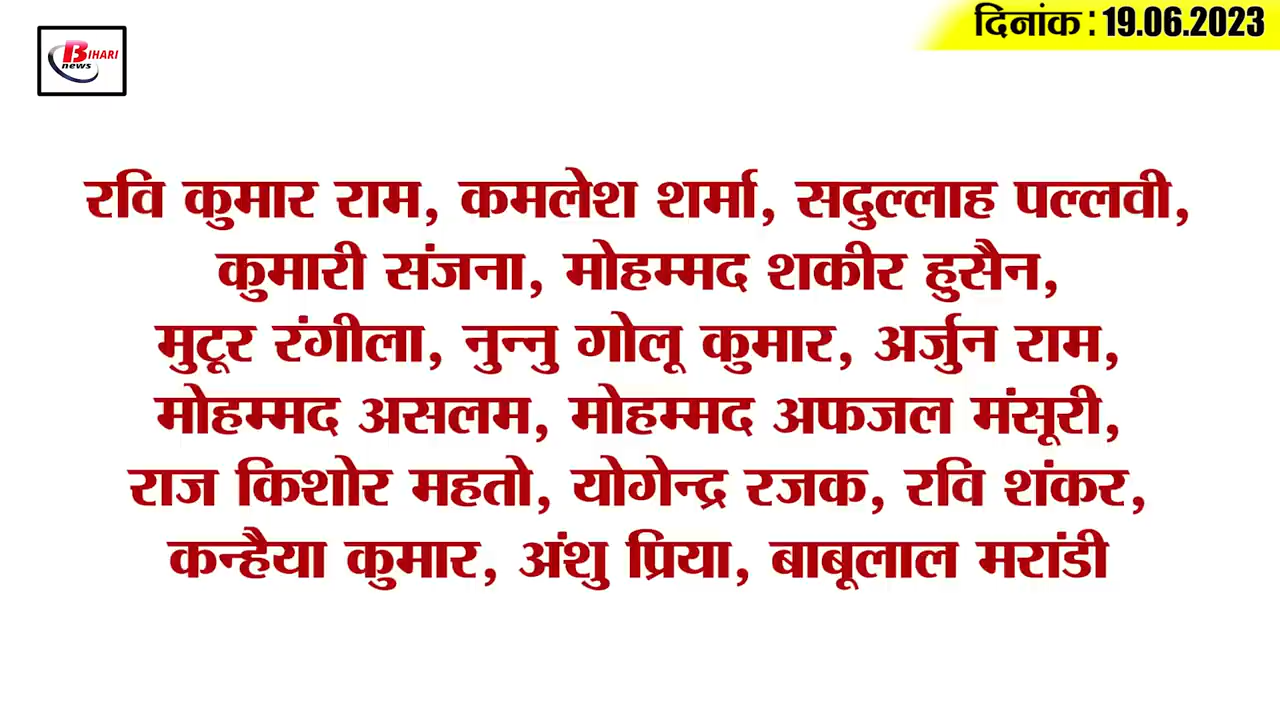 दिनांक : 19.06.2023
BIHARI
news
रवि कुमार राम, कमलेश शर्मा, सदुल्लाह पल्लवी,
कुमारी संजना, मोहम्मद शकीर हुसैन,
मुटूर रंगीला, नुन्नु गोलू कुमार, अर्जुन राम,
मोहम्मद असलम, मोहम्मद अफजल मंसूरी,
राज किशोर महतो, योगेन्द्र रजक, रवि शंकर,
कन्हैया कुमार, अंशु प्रिया, बाबूलाल मरांडी